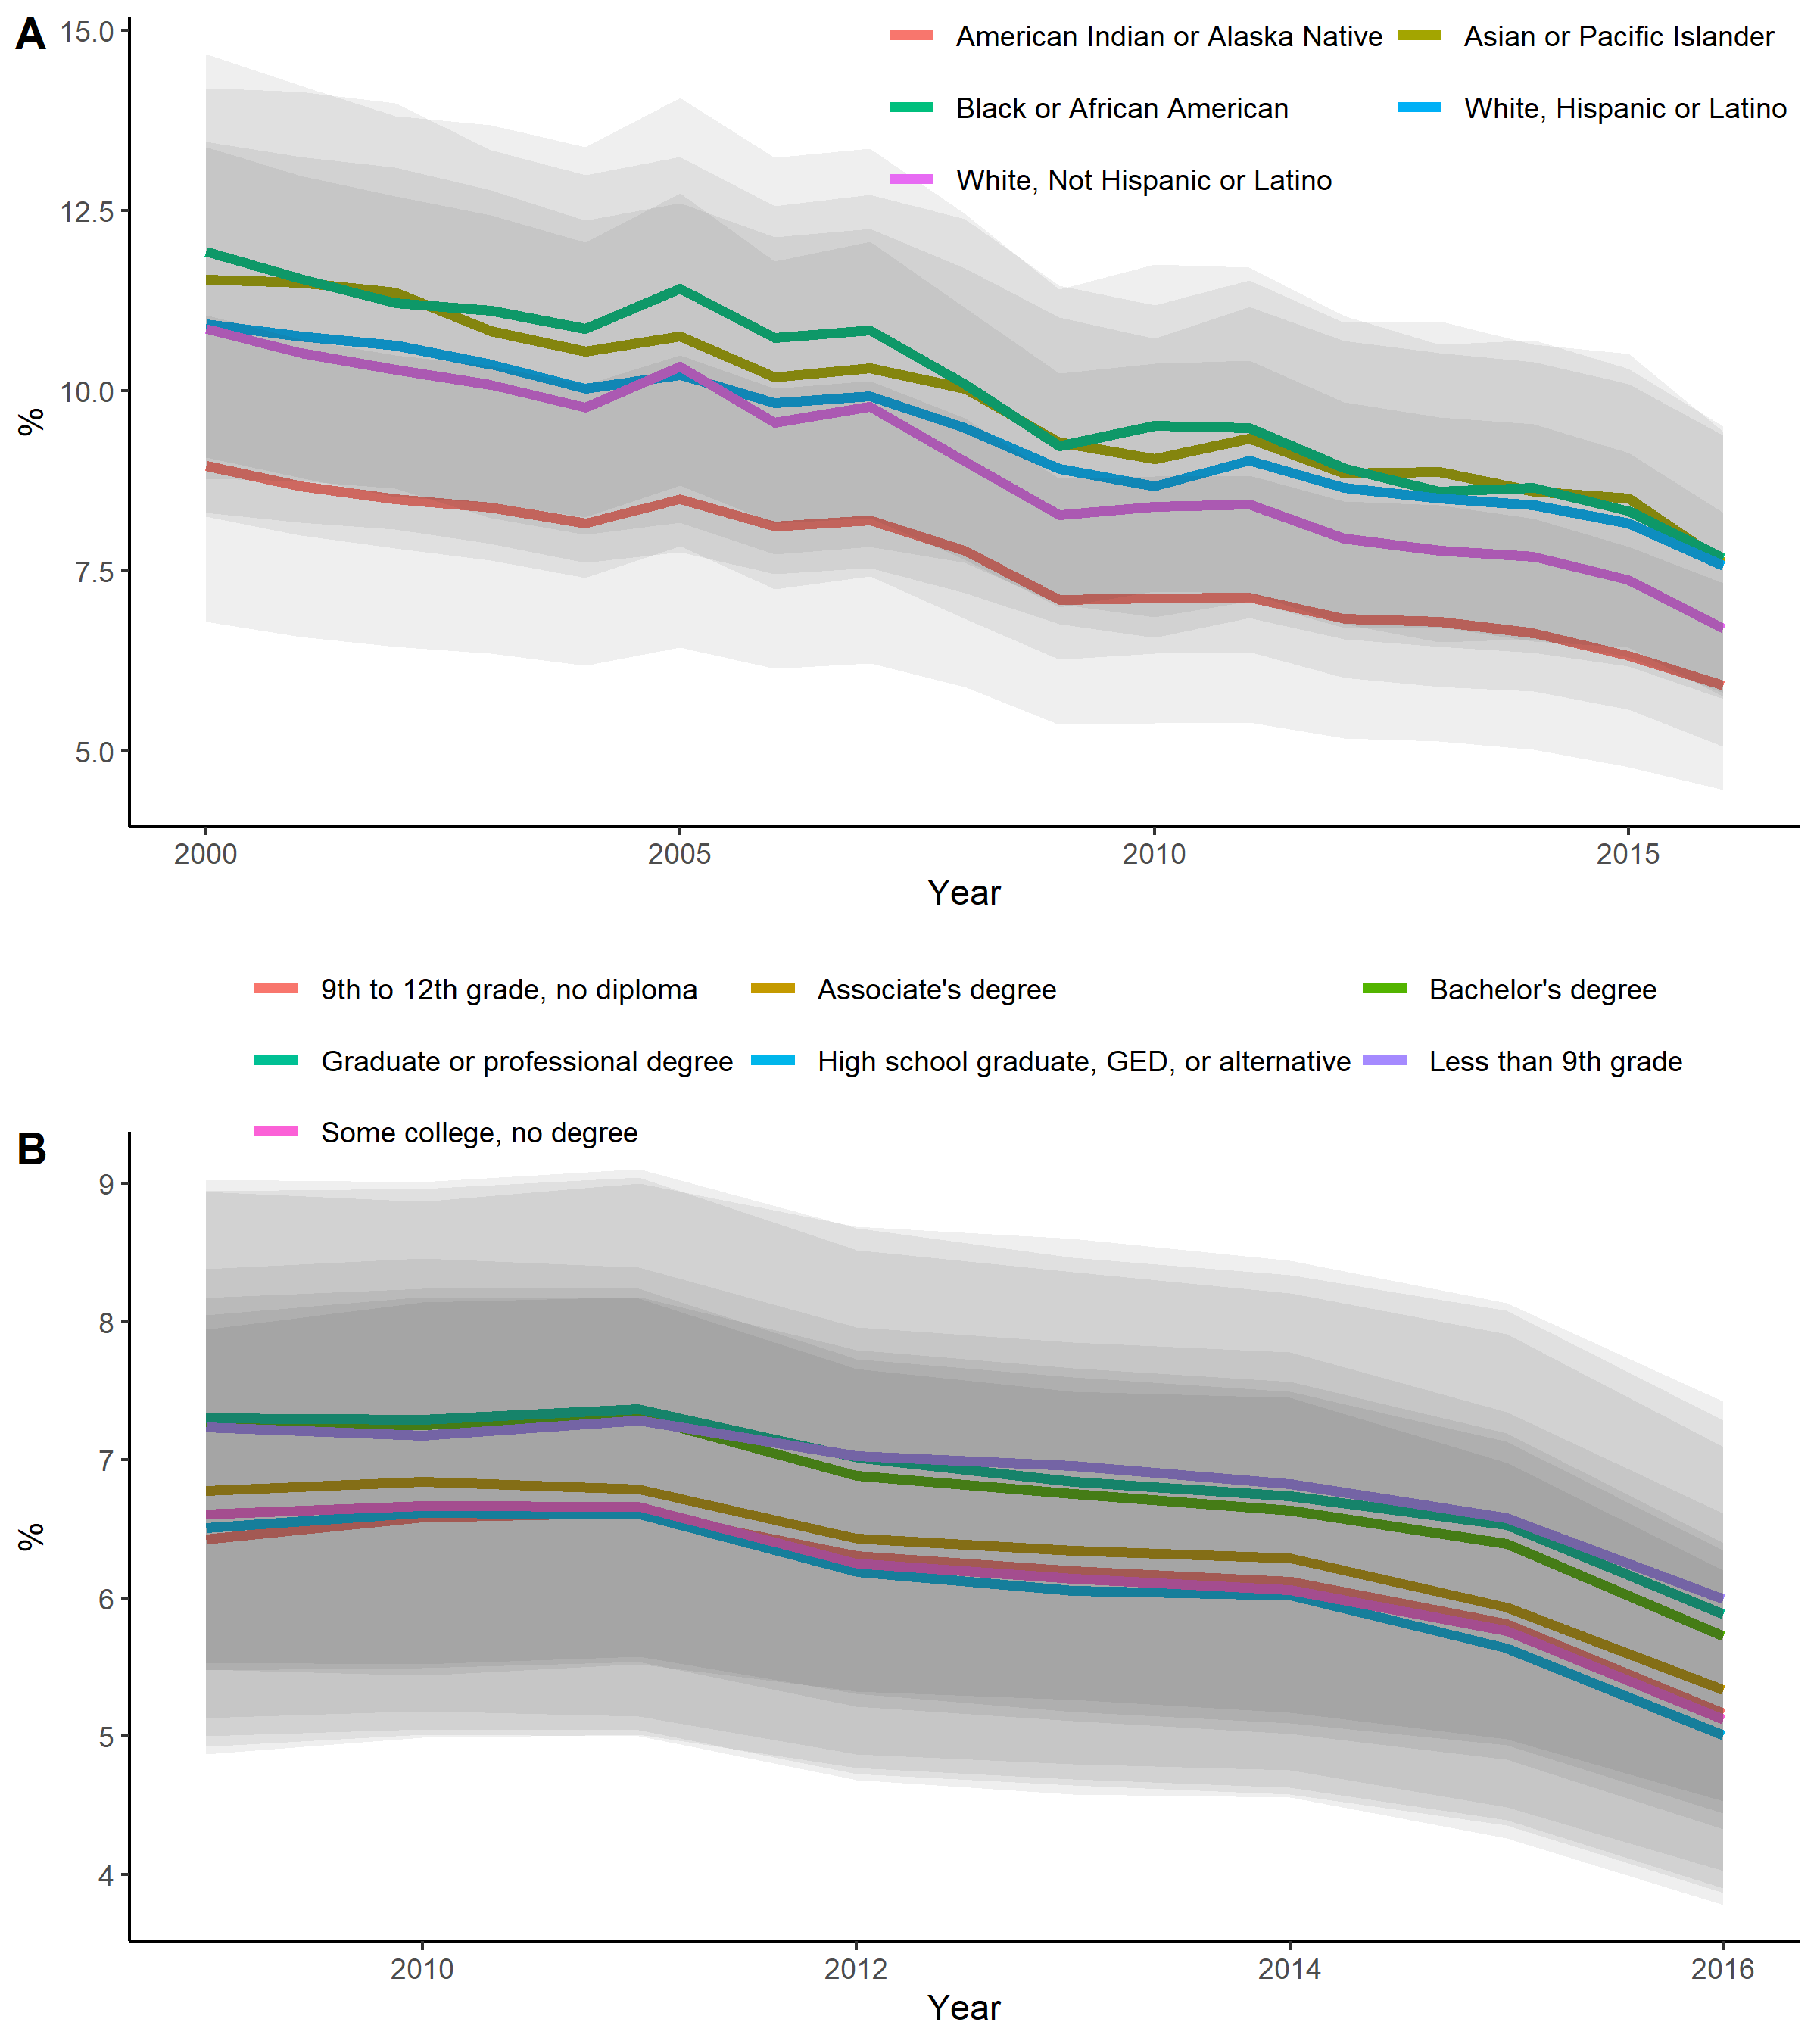 A
American Indian or Alaska Native
Asian or Pacific Islander
Black or African American
White, Hispanic or Latino
White, Not Hispanic or Latino
15.0
12.5
10.0
7.5
5.0
%
2000
2005
2010
2015
Year
9th to 12th grade, no diploma
Associate's degree
Bachelor's degree
Graduate or professional degree
High school graduate, GED, or alternative
Less than 9th grade
Some college, no degree
B
9
8
7
6
5
4
%
2010
2012
2014
2016
Year